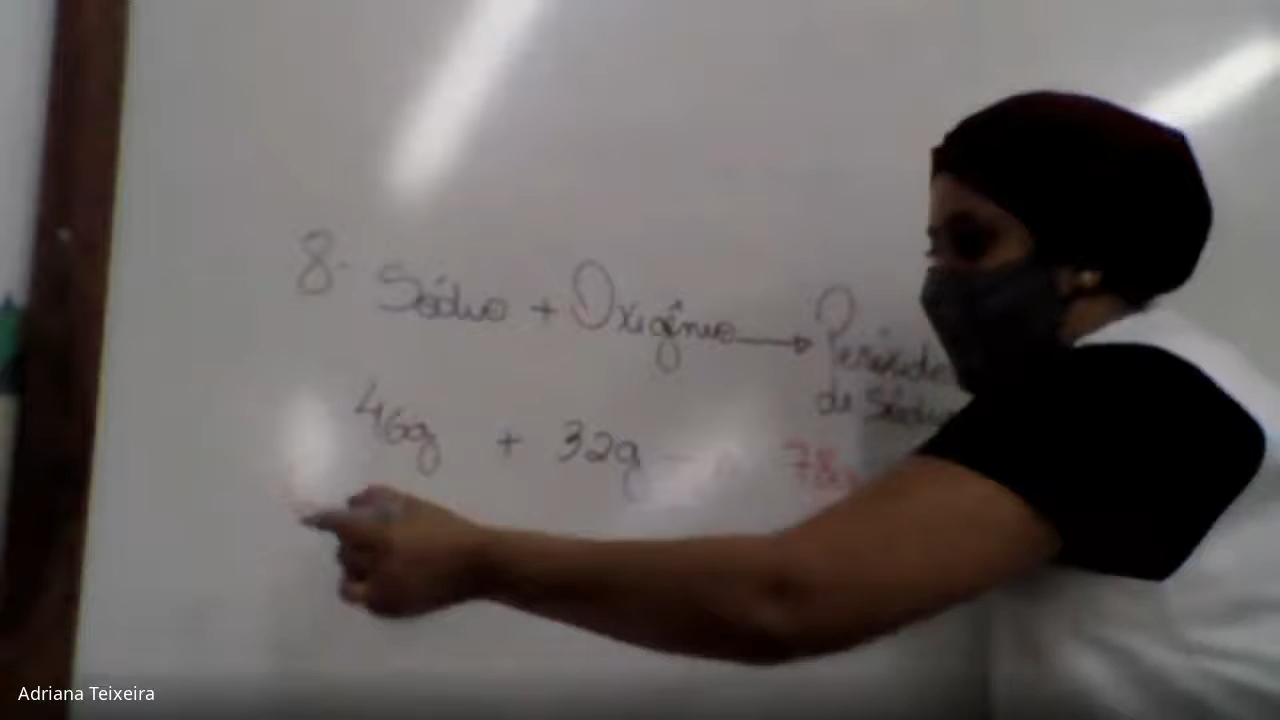 8- Sódio + Oxigênio → Peróxido
de Sódio
46g + 32g → 78g
Adriana Teixeira